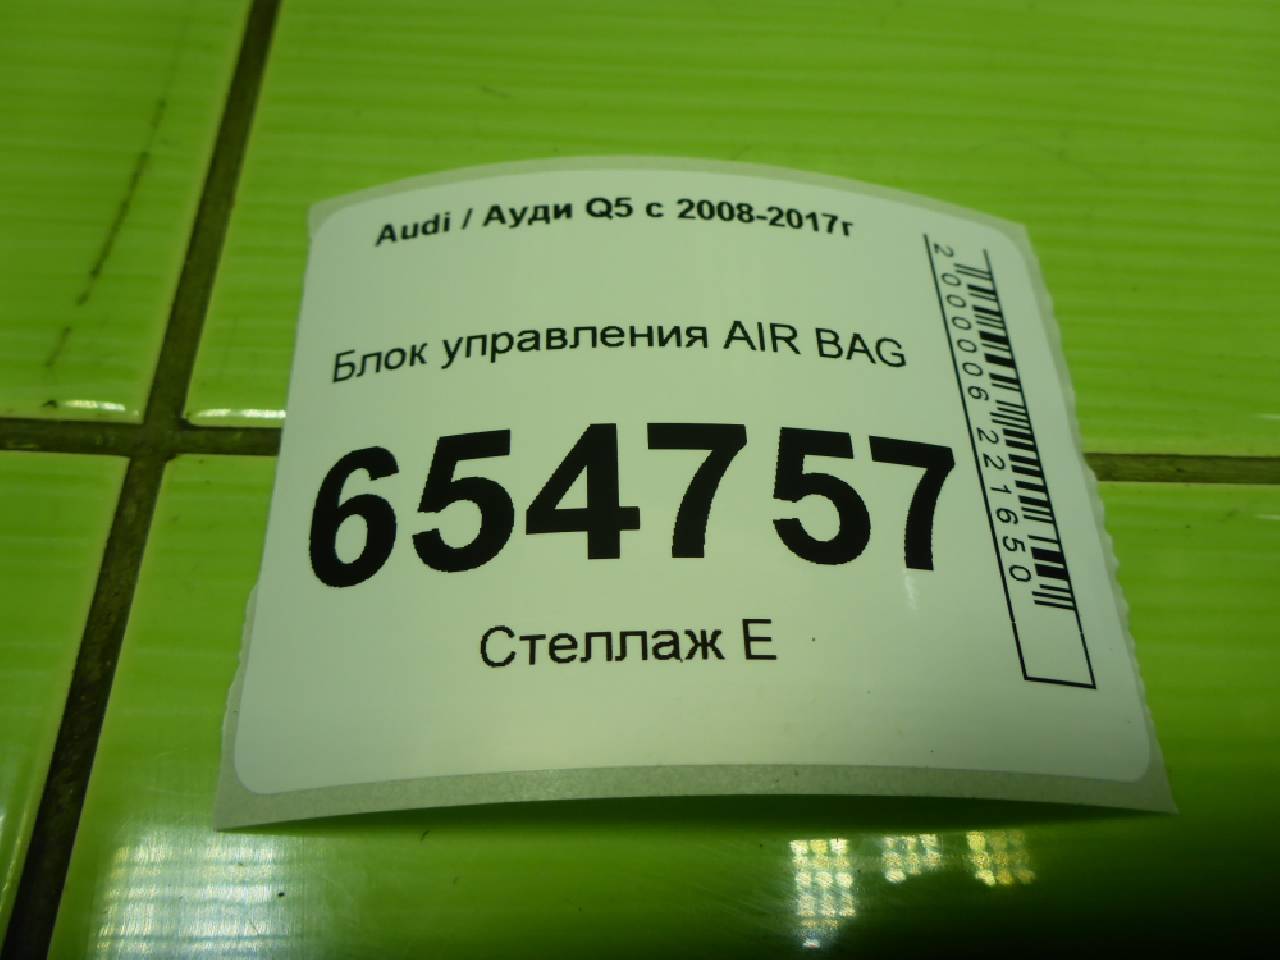 Audi / Ауди Q5 с 2008-2017г
Блок управления AIR BAG
654757
Стеллаж Е
2000006221650